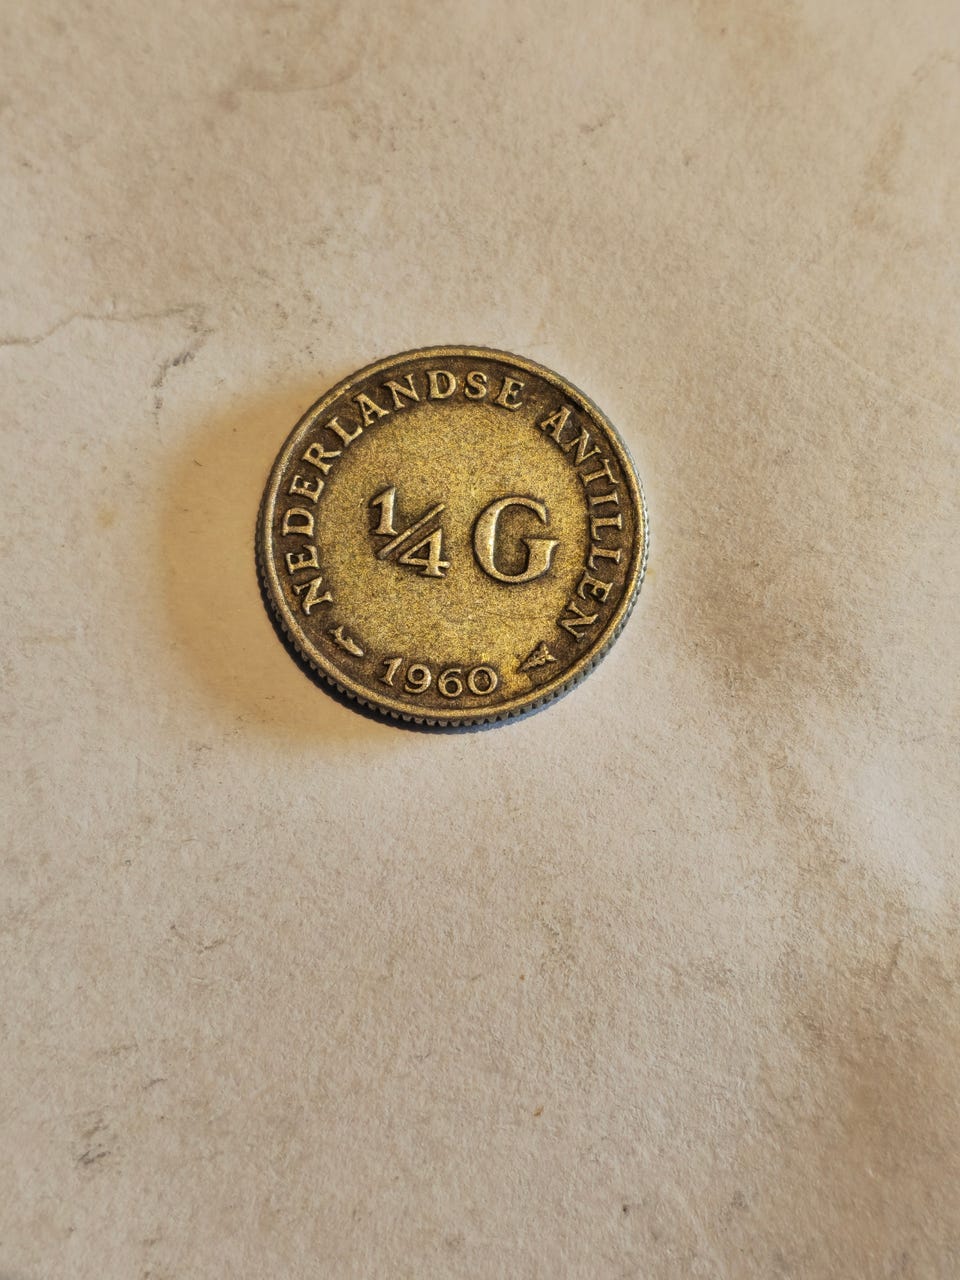 NEDERLANDSE ANTILLEN
1/4 G
1960